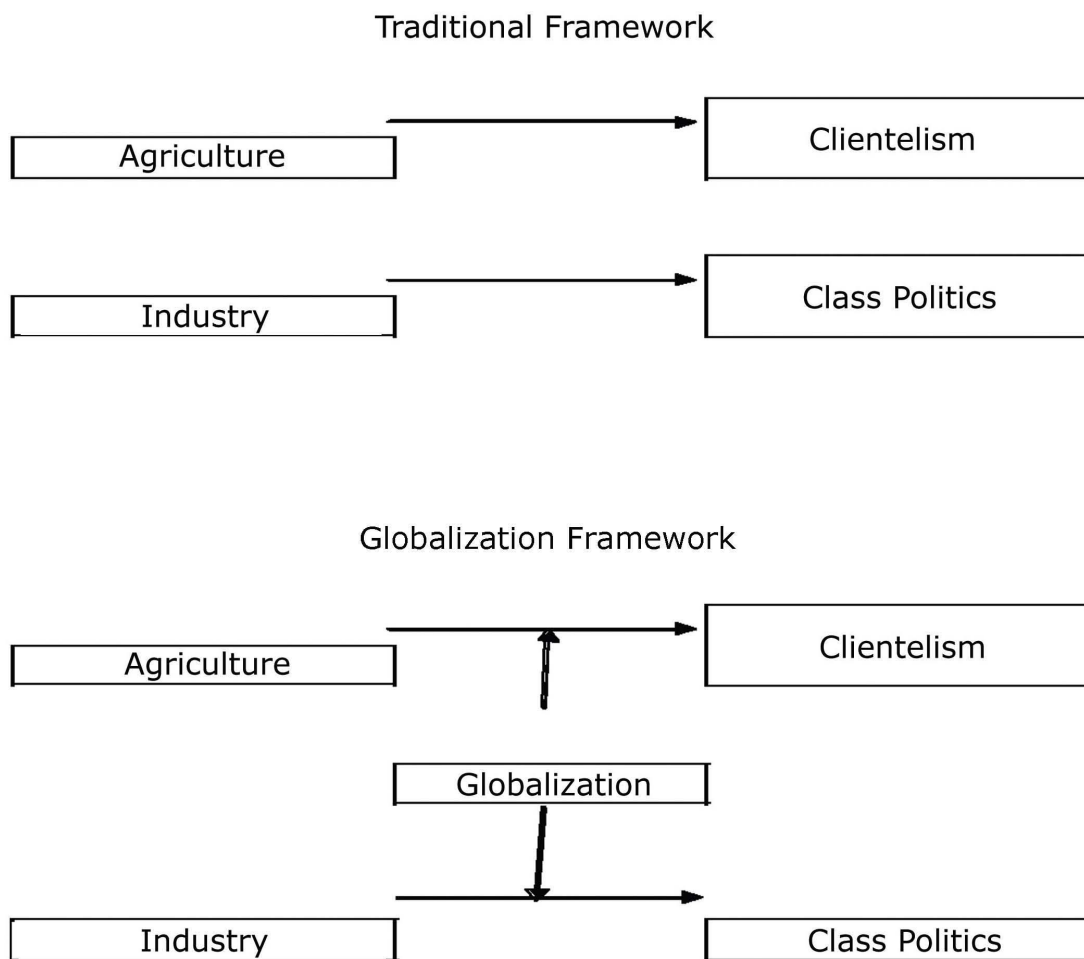 Traditional Framework
Agriculture
Clientelism
Industry
Class Politics
Globalization Framework
Agriculture
Clientelism
Globalization
Industry
Class Politics